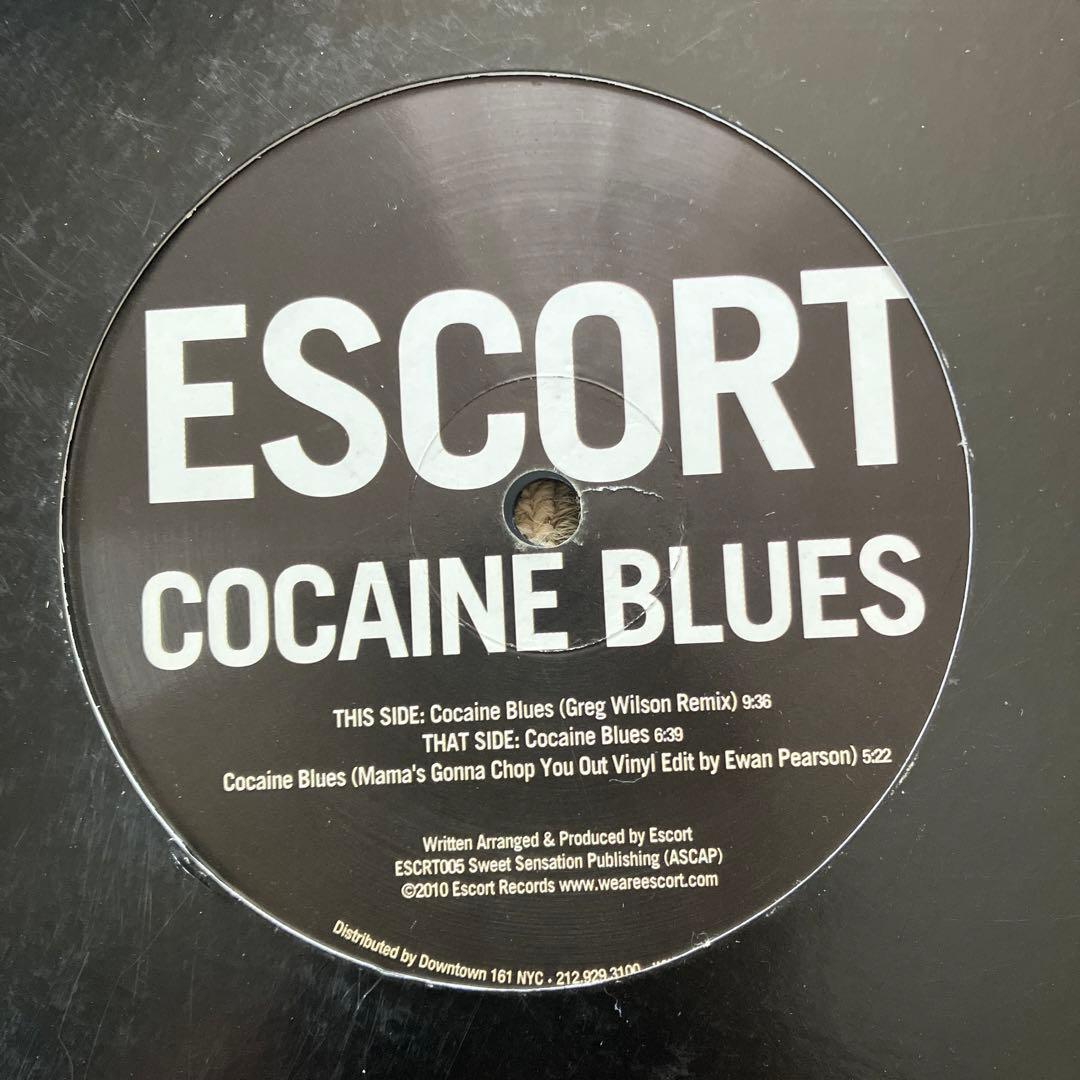 ESCORT
COCAINE BLUES
THIS SIDE: Cocaine Blues (Greg Wilson Remix) 9:36
THAT SIDE: Cocaine Blues 6:39
Cocaine Blues (Mama's Gonna Chop You Out Vinyl Edit by Ewan Pearson) 5:22
Written Arranged & Produced by Escort
ESCRT005 Sweet Sensation Publishing (ASCAP)
©2010 Escort Records www.weareescort.com
Distributed by Downtown 161 NYC • 212.929.3100